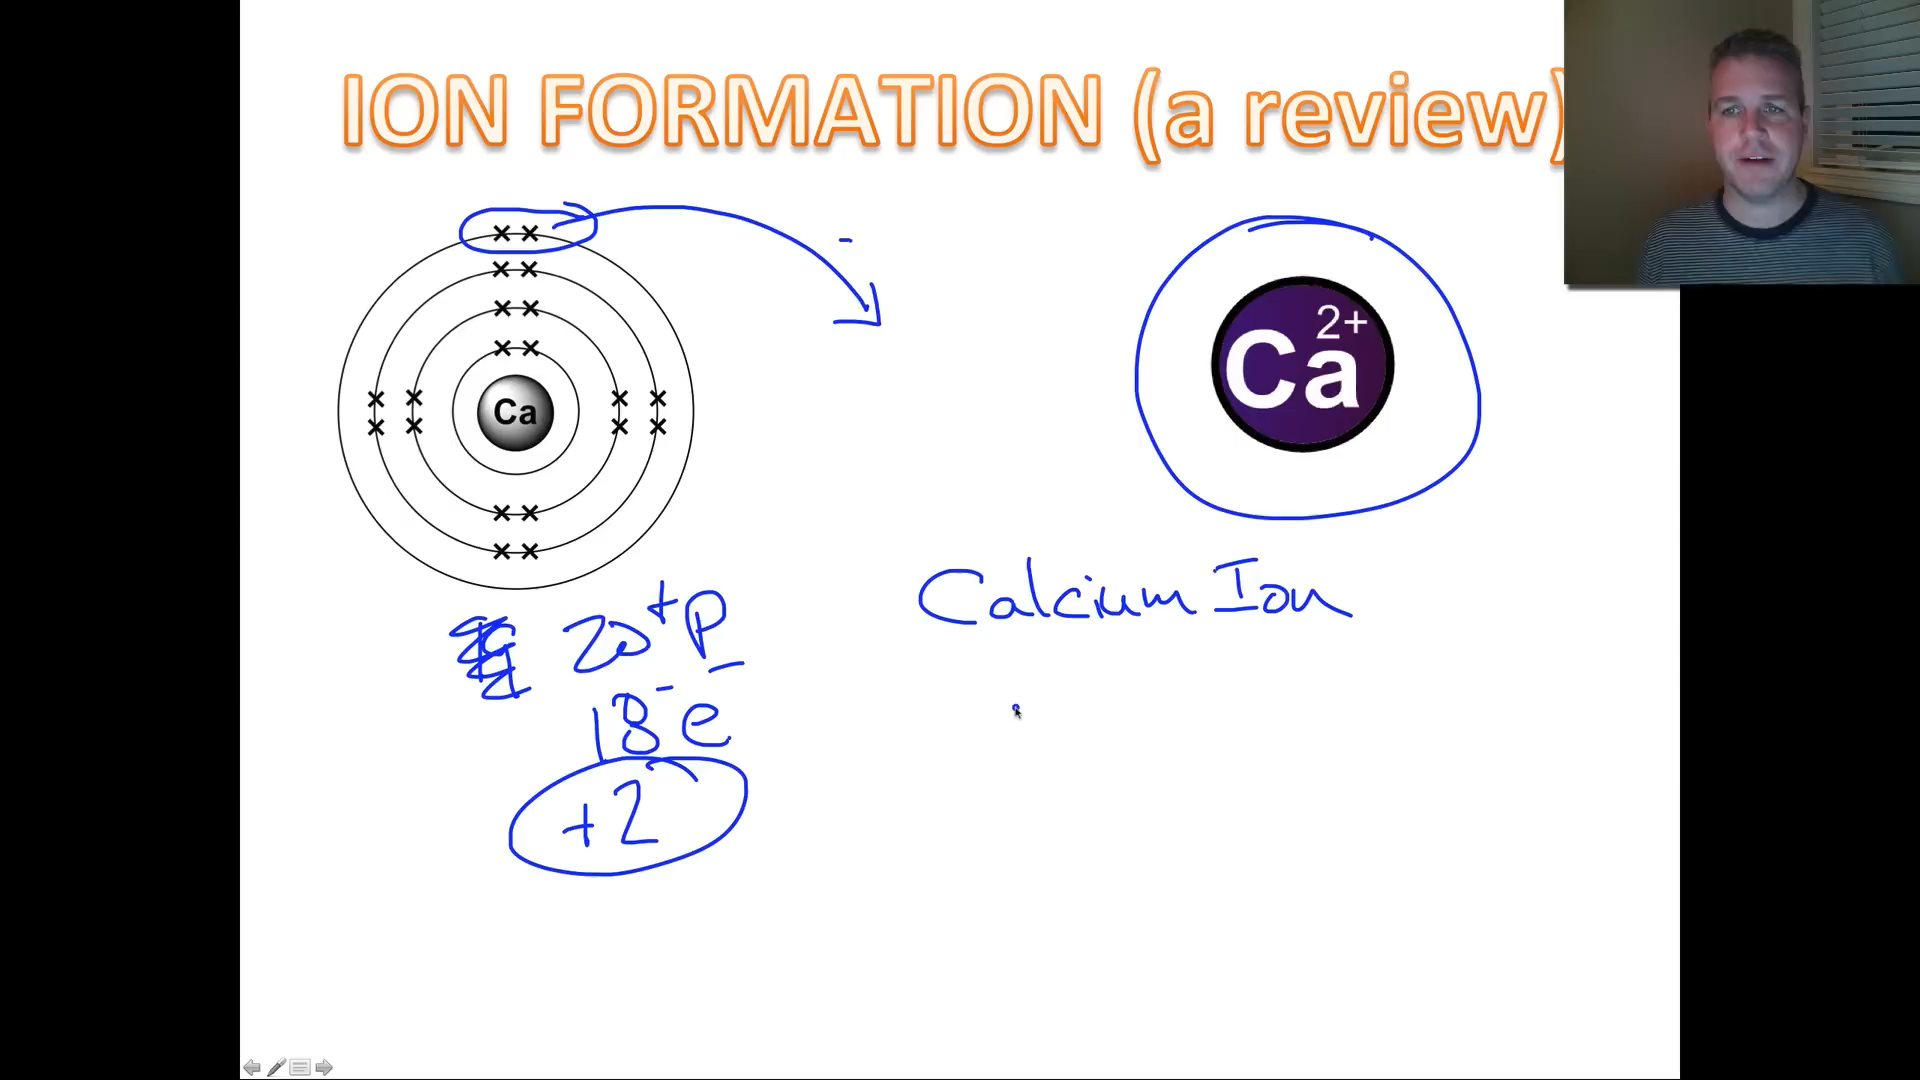 ION FORMATION (a review)
Ca
2+
Ca
Calcium Ion
20 + p
18 - e
+2